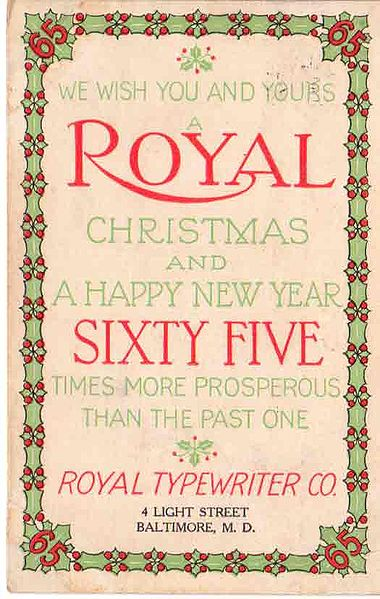 65 65
WE WISH YOU AND YOURS
A
ROYAL
CHRISTMAS
AND
A HAPPY NEW YEAR
SIXTY FIVE
TIMES MORE PROSPEROUS
THAN THE PAST ONE
ROYAL TYPEWRITER CO.
4 LIGHT STREET
BALTIMORE, M. D.
65 65